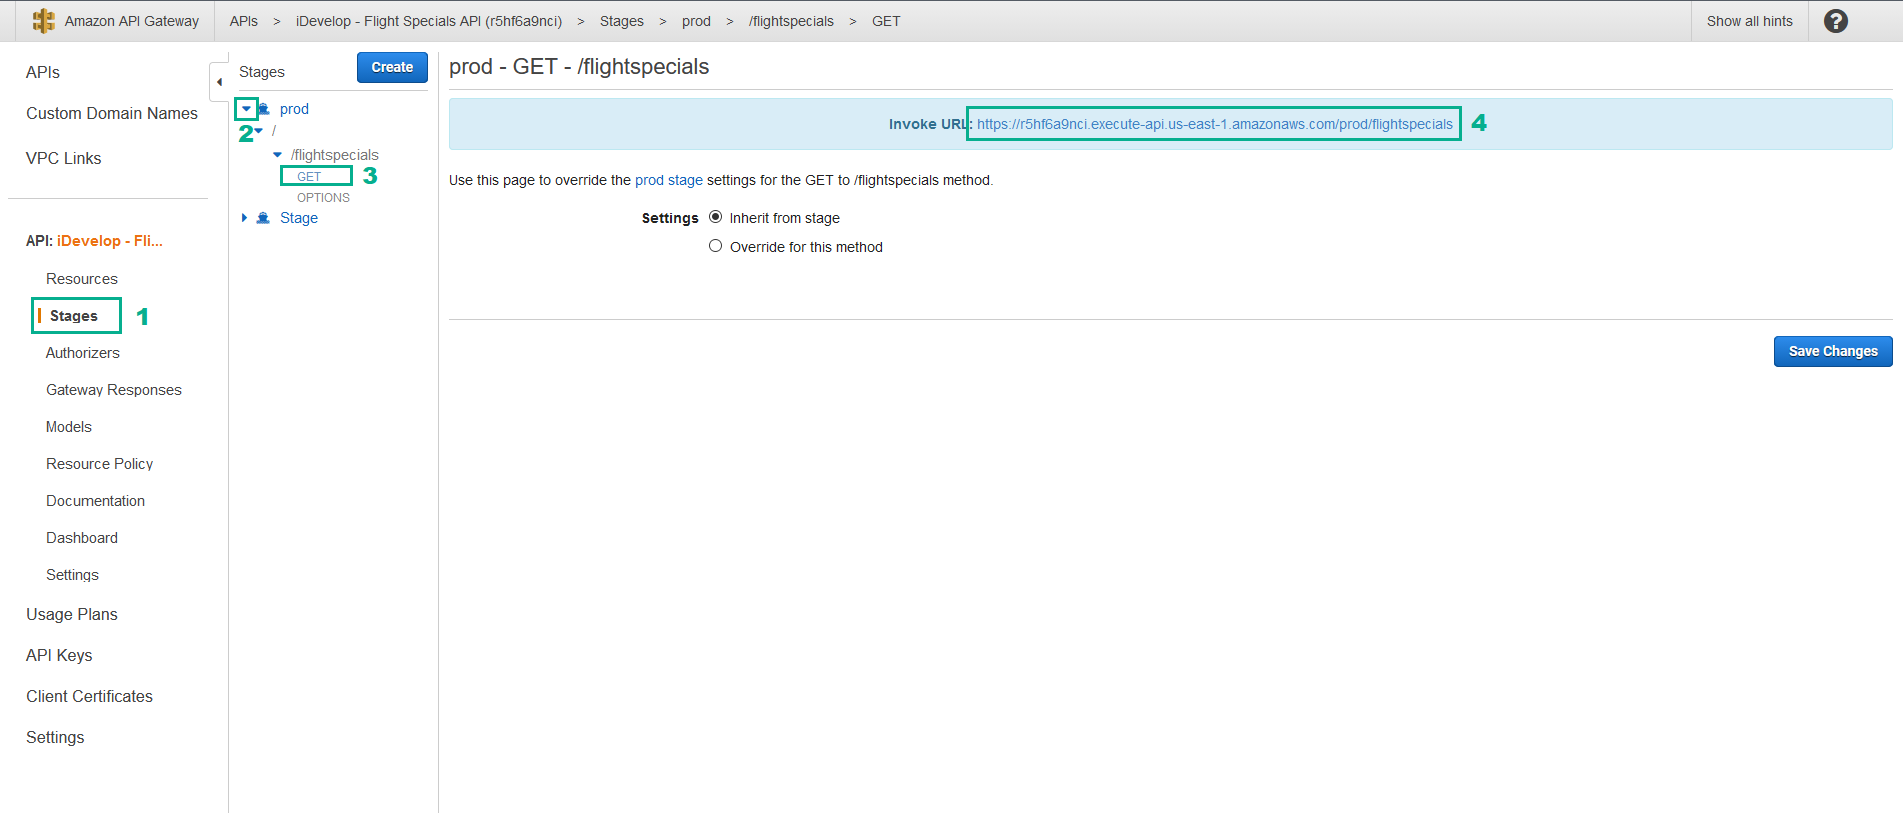 Amazon API Gateway APIs > iDevelop - Flight Specials API (r5hf6a9nci) > Stages > prod > /flightspecials > GET Show all hints ?
APIs
Custom Domain Names
VPC Links
API: iDevelop - Fli...
Resources
Stages 1
Authorizers
Gateway Responses
Models
Resource Policy
Documentation
Dashboard
Settings
Usage Plans
API Keys
Client Certificates
Settings
Stages Create
prod
2 /
/flightspecials
GET 3
OPTIONS
Stage
prod - GET - /flightspecials
Invoke URL: https://r5hf6a9nci.execute-api.us-east-1.amazonaws.com/prod/flightspecials 4
Use this page to override the prod stage settings for the GET to /flightspecials method.
Settings Inherit from stage
Override for this method
Save Changes